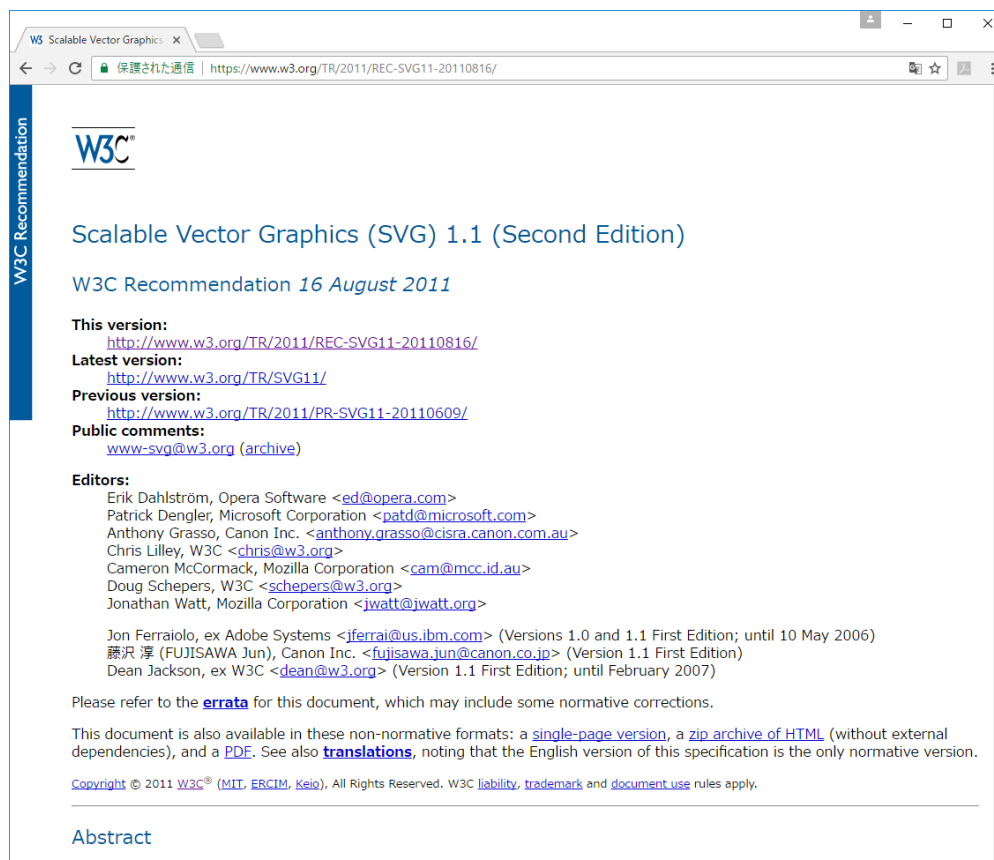 W3 Scalable Vector Graphics
保護された通信 | https://www.w3.org/TR/2011/REC-SVG11-20110816/
W3C Recommendation
W3C®
Scalable Vector Graphics (SVG) 1.1 (Second Edition)
W3C Recommendation 16 August 2011
This version:
http://www.w3.org/TR/2011/REC-SVG11-20110816/
Latest version:
http://www.w3.org/TR/SVG11/
Previous version:
http://www.w3.org/TR/2011/PR-SVG11-20110609/
Public comments:
www-svg@w3.org (archive)
Editors:
Erik Dahlström, Opera Software <ed@opera.com>
Patrick Dengler, Microsoft Corporation <patd@microsoft.com>
Anthony Grasso, Canon Inc. <anthony.grasso@cisra.canon.com.au>
Chris Lilley, W3C <chris@w3.org>
Cameron McCormack, Mozilla Corporation <cam@mcc.id.au>
Doug Schepers, W3C <schepers@w3.org>
Jonathan Watt, Mozilla Corporation <jwatt@jwatt.org>
Jon Ferraiolo, ex Adobe Systems <jferrai@us.ibm.com> (Versions 1.0 and 1.1 First Edition; until 10 May 2006)
藤沢 淳 (FUJISAWA Jun), Canon Inc. <fujisawa.jun@canon.co.jp> (Version 1.1 First Edition)
Dean Jackson, ex W3C <dean@w3.org> (Version 1.1 First Edition; until February 2007)
Please refer to the errata for this document, which may include some normative corrections.
This document is also available in these non-normative formats: a single-page version, a zip archive of HTML (without external
dependencies), and a PDF. See also translations, noting that the English version of this specification is the only normative version.
Copyright © 2011 W3C® (MIT, ERCIM, Keio), All Rights Reserved. W3C liability, trademark and document use rules apply.
Abstract